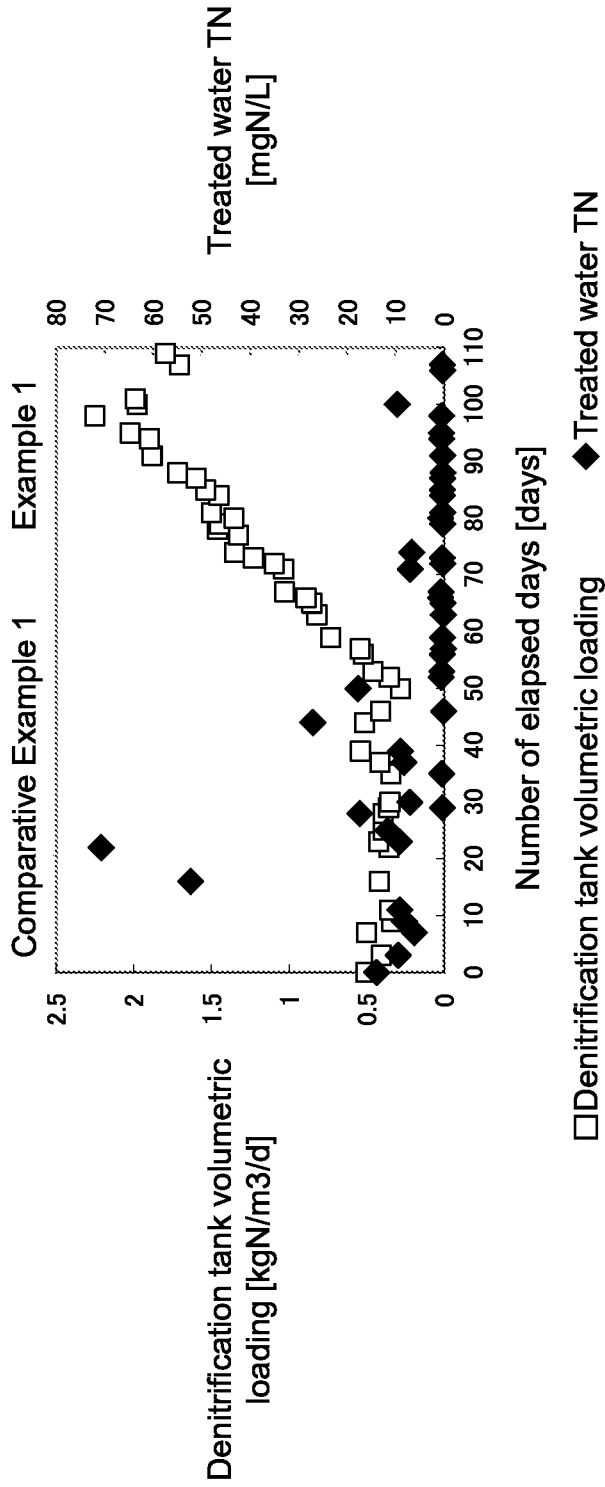 Comparative Example 1
Example 1
Denitrification tank volumetric
loading [kgN/m3/d]
2.5
2
1.5
1
0.5
0
Treated water TN
[mgN/L]
80
70
60
50
40
30
20
10
0
0 10 20 30 40 50 60 70 80 90 100 110
Number of elapsed days [days]
□Denitrification tank volumetric loading
◆Treated water TN